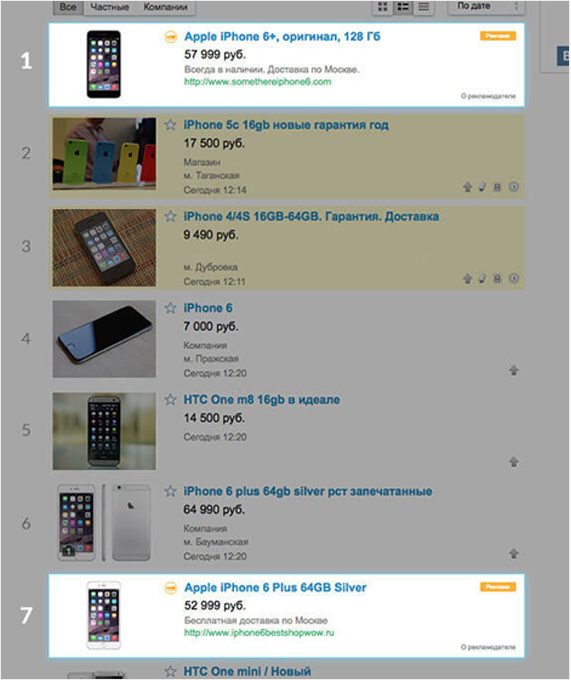 Все Частные Компании По дате
1
Apple iPhone 6+, оригинал, 128 Гб
Реклама
57 999 руб.
Всегда в наличии. Доставка по Москве.
http://www.somethereiphone6.com
О рекламодателе
2
iPhone 5c 16gb новые гарантия год
17 500 руб.
Магазин
м. Таганская
Сегодня 12:14
3
iPhone 4/4S 16GB-64GB. Гарантия. Доставка
9 490 руб.
м. Дубровка
Сегодня 12:11
4
iPhone 6
7 000 руб.
Компания
м. Пражская
Сегодня 12:20
5
HTC One m8 16gb в идеале
14 500 руб.
Сегодня 12:20
6
iPhone 6 plus 64gb silver рст запечатанные
64 990 руб.
Компания
м. Бауманская
Сегодня 12:20
7
Apple iPhone 6 Plus 64GB Silver
Реклама
52 999 руб.
Бесплатная доставка по Москве
http://www.iphone6bestshopwow.ru
О рекламодателе
HTC One mini / Новый